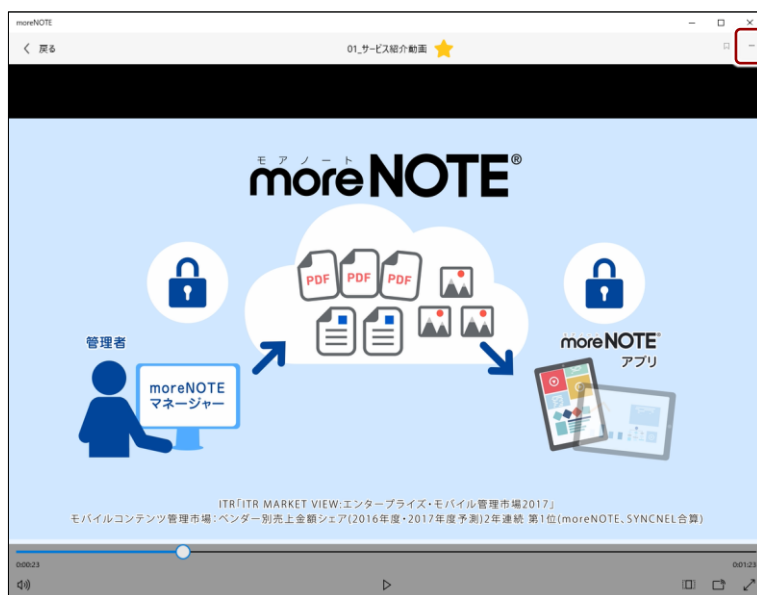 moreNOTE
戻る
01_サービス紹介動画
モアノート
moreNOTE®
PDF PDF PDF
管理者
moreNOTE
マネージャー
moreNOTE®
アプリ
ITR「ITR MARKET VIEW:エンタープライズ・モバイル管理市場2017」
モバイルコンテンツ管理市場：ベンダー別売上金額シェア(2016年度・2017年度予測)2年連続 第1位(moreNOTE、SYNCNEL合算)
0:00:23
0:01:23